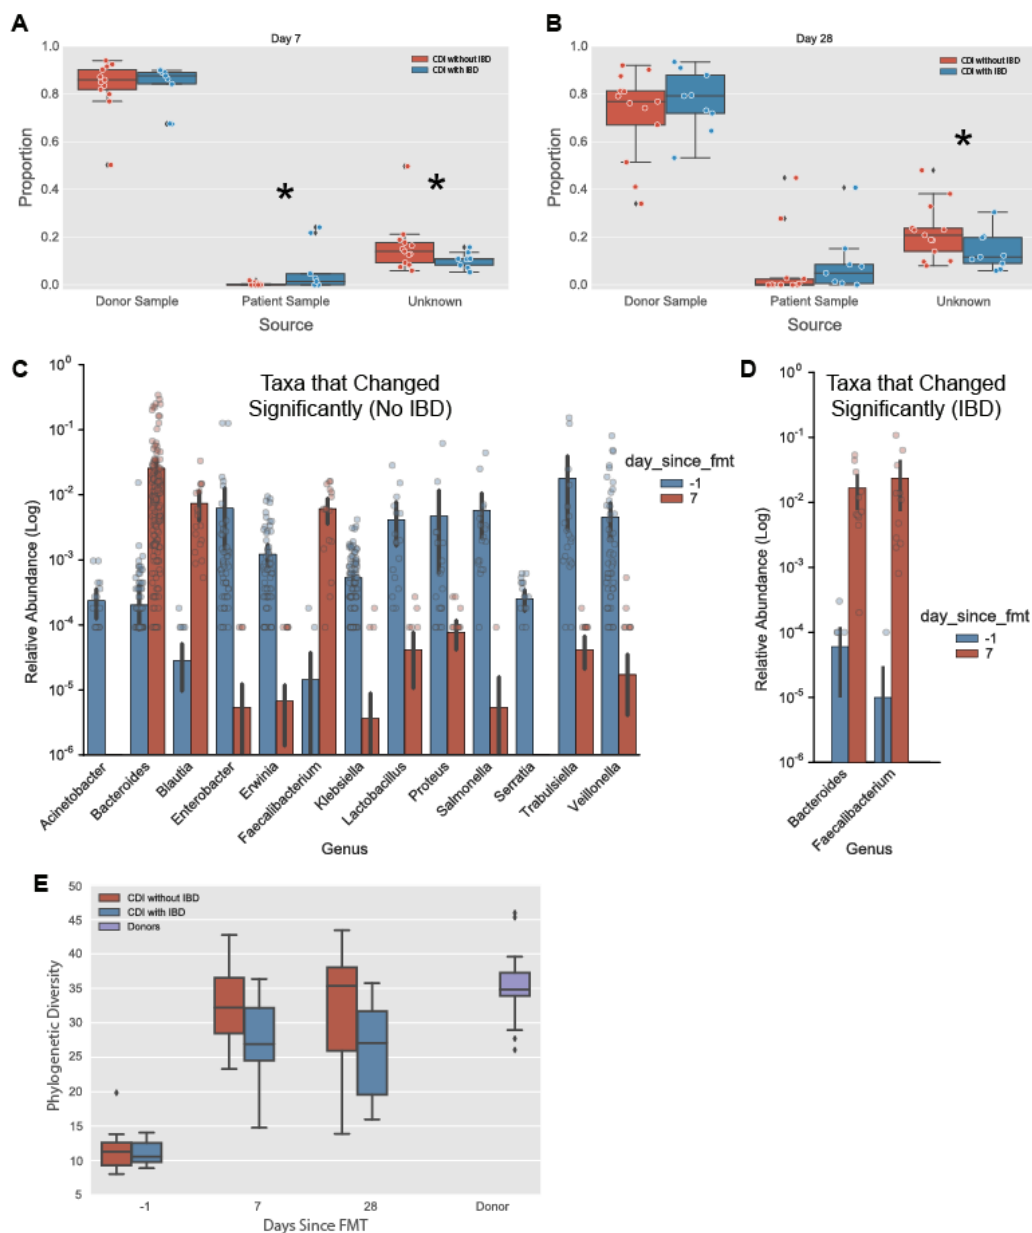 A
Day 7
CDI without IBD
CDI with IBD
1.0
0.8
0.6
0.4
0.2
0.0
Proportion
*
*
Donor Sample
Patient Sample
Unknown
Source
B
Day 28
CDI without IBD
CDI with IBD
1.0
0.8
0.6
0.4
0.2
0.0
Proportion
*
Donor Sample
Patient Sample
Unknown
Source
C
Taxa that Changed
Significantly (No IBD)
10^0
10^-1
10^-2
10^-3
10^-4
10^-5
10^-6
Relative Abundance (Log)
day_since_fmt
-1
7
Acinetobacter
Bacteroides
Blautia
Enterobacter
Erwinia
Faecalibacterium
Klebsiella
Lactobacillus
Proteus
Salmonella
Serratia
Trabulsiella
Veillonella
Genus
D
Taxa that Changed
Significantly (IBD)
10^0
10^-1
10^-2
10^-3
10^-4
10^-5
10^-6
Relative Abundance (Log)
day_since_fmt
-1
7
Bacteroides
Faecalibacterium
Genus
E
CDI without IBD
CDI with IBD
Donors
50
45
40
35
30
25
20
15
10
5
Phylogenetic Diversity
-1
7
28
Donor
Days Since FMT